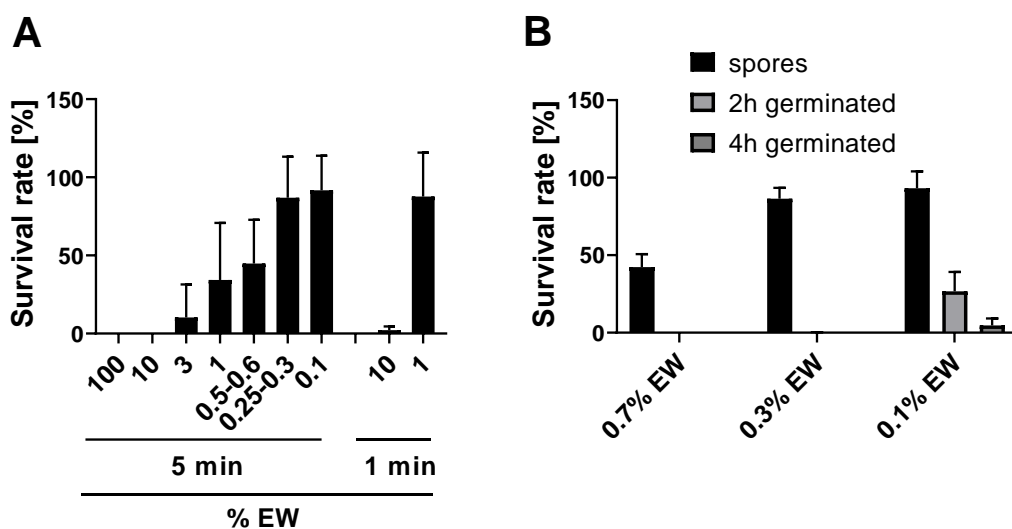 A
Survival rate [%]
150
100
50
0
100
10
3
1
0.5-0.6
0.25-0.3
0.1
10
1
5 min
1 min
% EW
B
spores
2h germinated
4h germinated
Survival rate [%]
150
100
50
0
0.7% EW
0.3% EW
0.1% EW